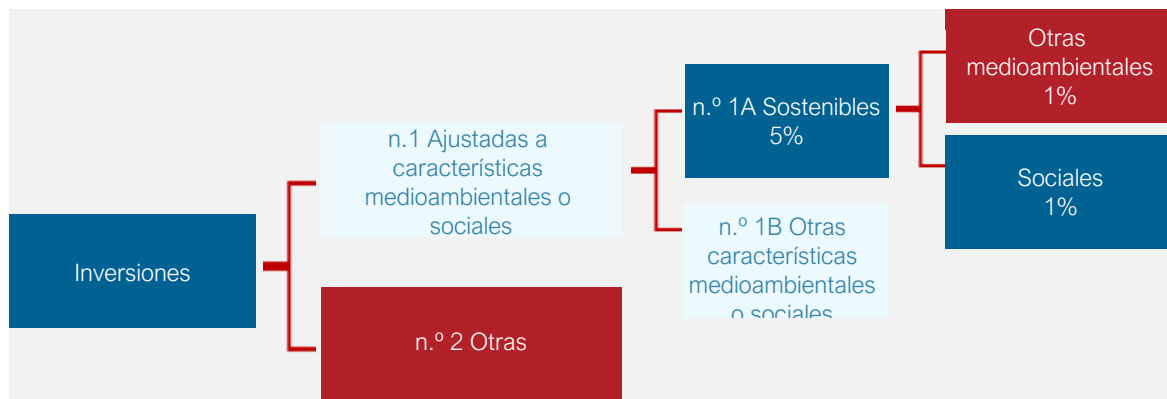 Inversiones
n.1 Ajustadas a
características
medioambientales o
sociales
n.º 2 Otras
n.º 1A Sostenibles
5%
n.º 1B Otras
características
medioambientales
o sociales
Otras
medioambientales
1%
Sociales
1%